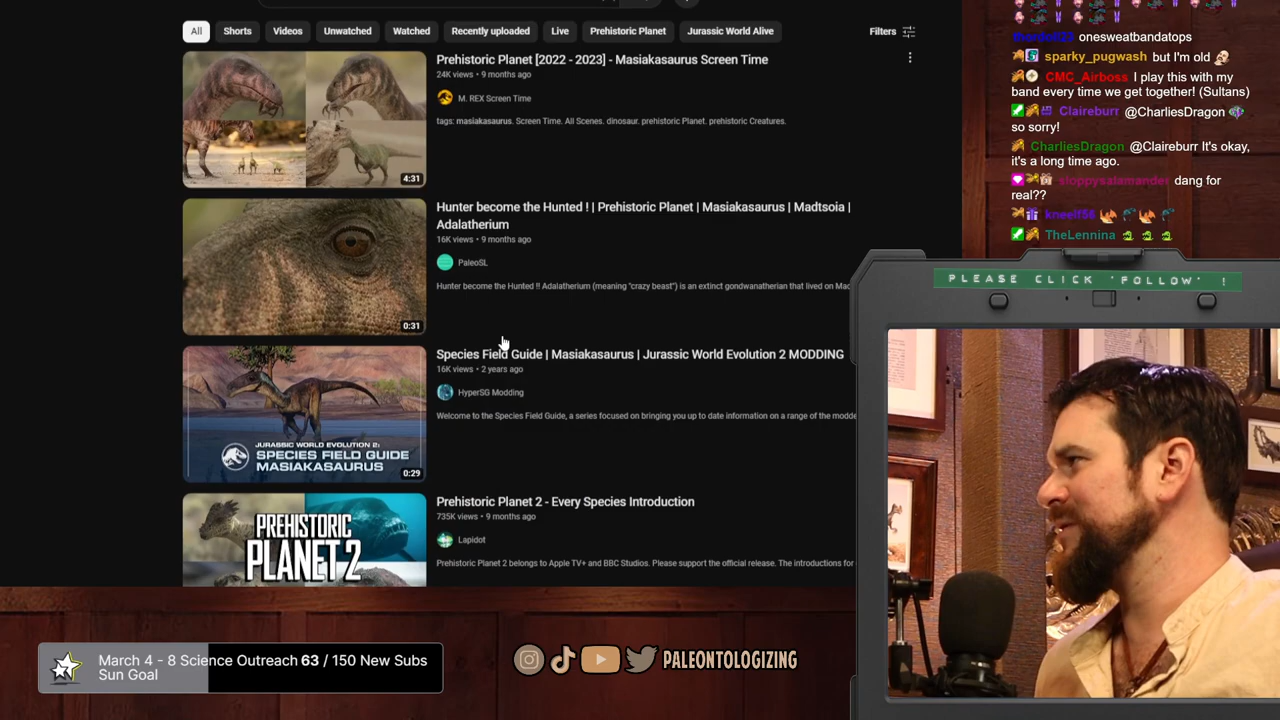 All
Shorts
Videos
Unwatched
Watched
Recently uploaded
Live
Prehistoric Planet
Jurassic World Alive
Filters
Prehistoric Planet [2022 - 2023] - Masiakasaurus Screen Time
24K views • 9 months ago
M. REX Screen Time
tags: masiakasaurus. Screen Time. All Scenes. dinosaur. prehistoric Planet. prehistoric Creatures.
4:31
Hunter become the Hunted ! | Prehistoric Planet | Masiakasaurus | Madtsoia |
Adalatherium
16K views • 9 months ago
PaleoSL
Hunter become the Hunted !! Adalatherium (meaning "crazy beast") is an extinct gondwanatherian that lived on Mad
0:31
Species Field Guide | Masiakasaurus | Jurassic World Evolution 2 MODDING
16K views • 2 years ago
HyperSG Modding
Welcome to the Species Field Guide, a series focused on bringing you up to date information on a range of the modde
JURASSIC WORLD EVOLUTION 2:
SPECIES FIELD GUIDE
MASIAKASAURUS
0:29
Prehistoric Planet 2 - Every Species Introduction
735K views • 9 months ago
Lapidot
Prehistoric Planet 2 belongs to Apple TV+ and BBC Studios. Please support the official release. The introductions for
PREHISTORIC
PLANET 2
onesweatbandatops
sparky_pugwash but I'm old
CMC_Airboss I play this with my
band every time we get together! (Sultans)
Claireburr @CharliesDragon
so sorry!
CharliesDragon @Claireburr It's okay,
it's a long time ago.
sloppysalamander dang for
real??
kneelf56
TheLennina
PLEASE CLICK 'FOLLOW' !
March 4 - 8 Science Outreach 63 / 150 New Subs
Sun Goal
PALEONTOLOGIZING